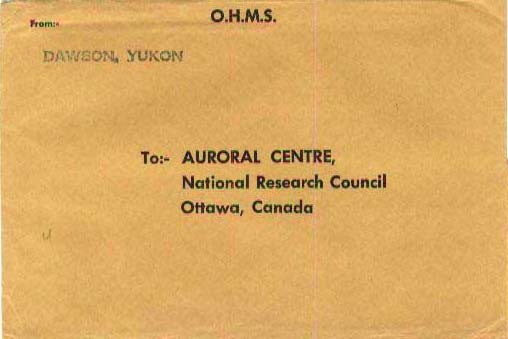 O.H.M.S.
From:-
DAWSON, YUKON
To:- AURORAL CENTRE,
National Research Council
Ottawa, Canada